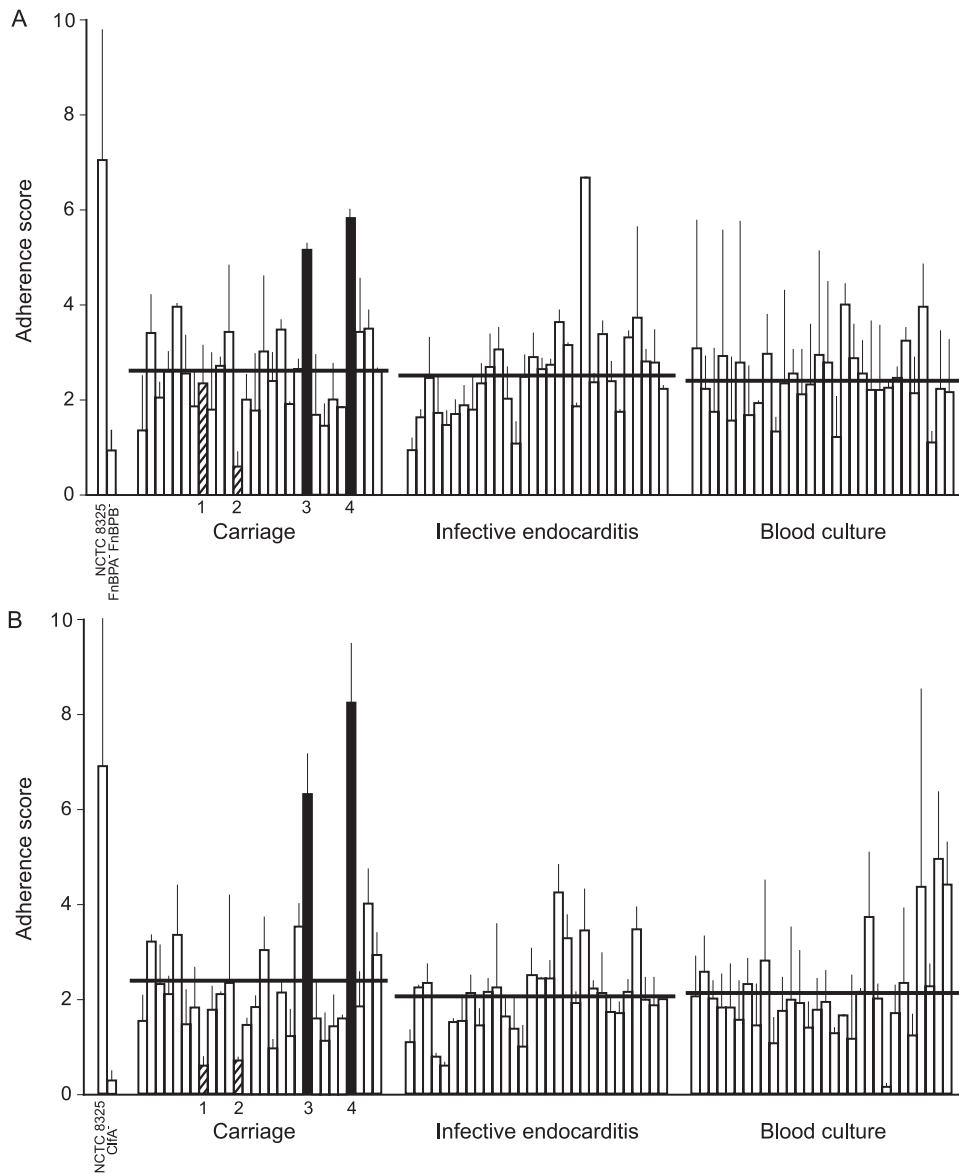 A
10
8
6
4
2
0
Adherence score
NCTC 8325
FnBPA⁻ FnBPB⁻
1 2 3 4
Carriage
Infective endocarditis
Blood culture
B
10
8
6
4
2
0
Adherence score
NCTC 8325
ClfA⁻
1 2 3 4
Carriage
Infective endocarditis
Blood culture